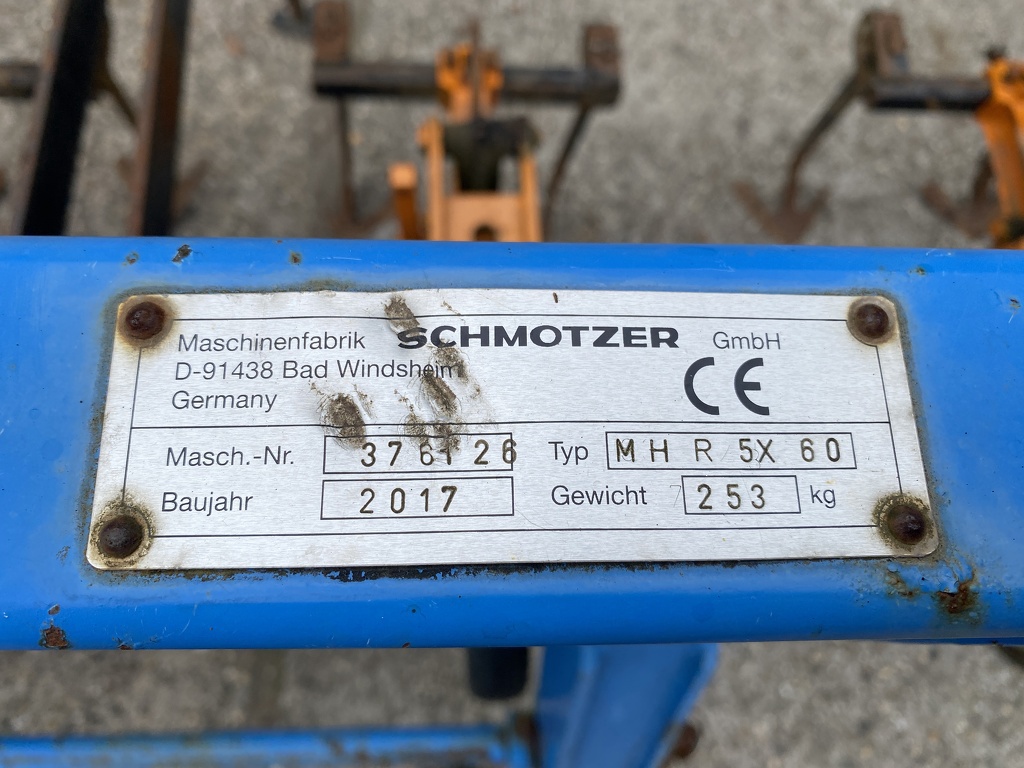 Maschinenfabrik SCHMOTZER GmbH
D-91438 Bad Windsheim
Germany
CE
Masch.-Nr. 376126 Typ MHR 5X 60
Baujahr 2017 Gewicht 253 kg